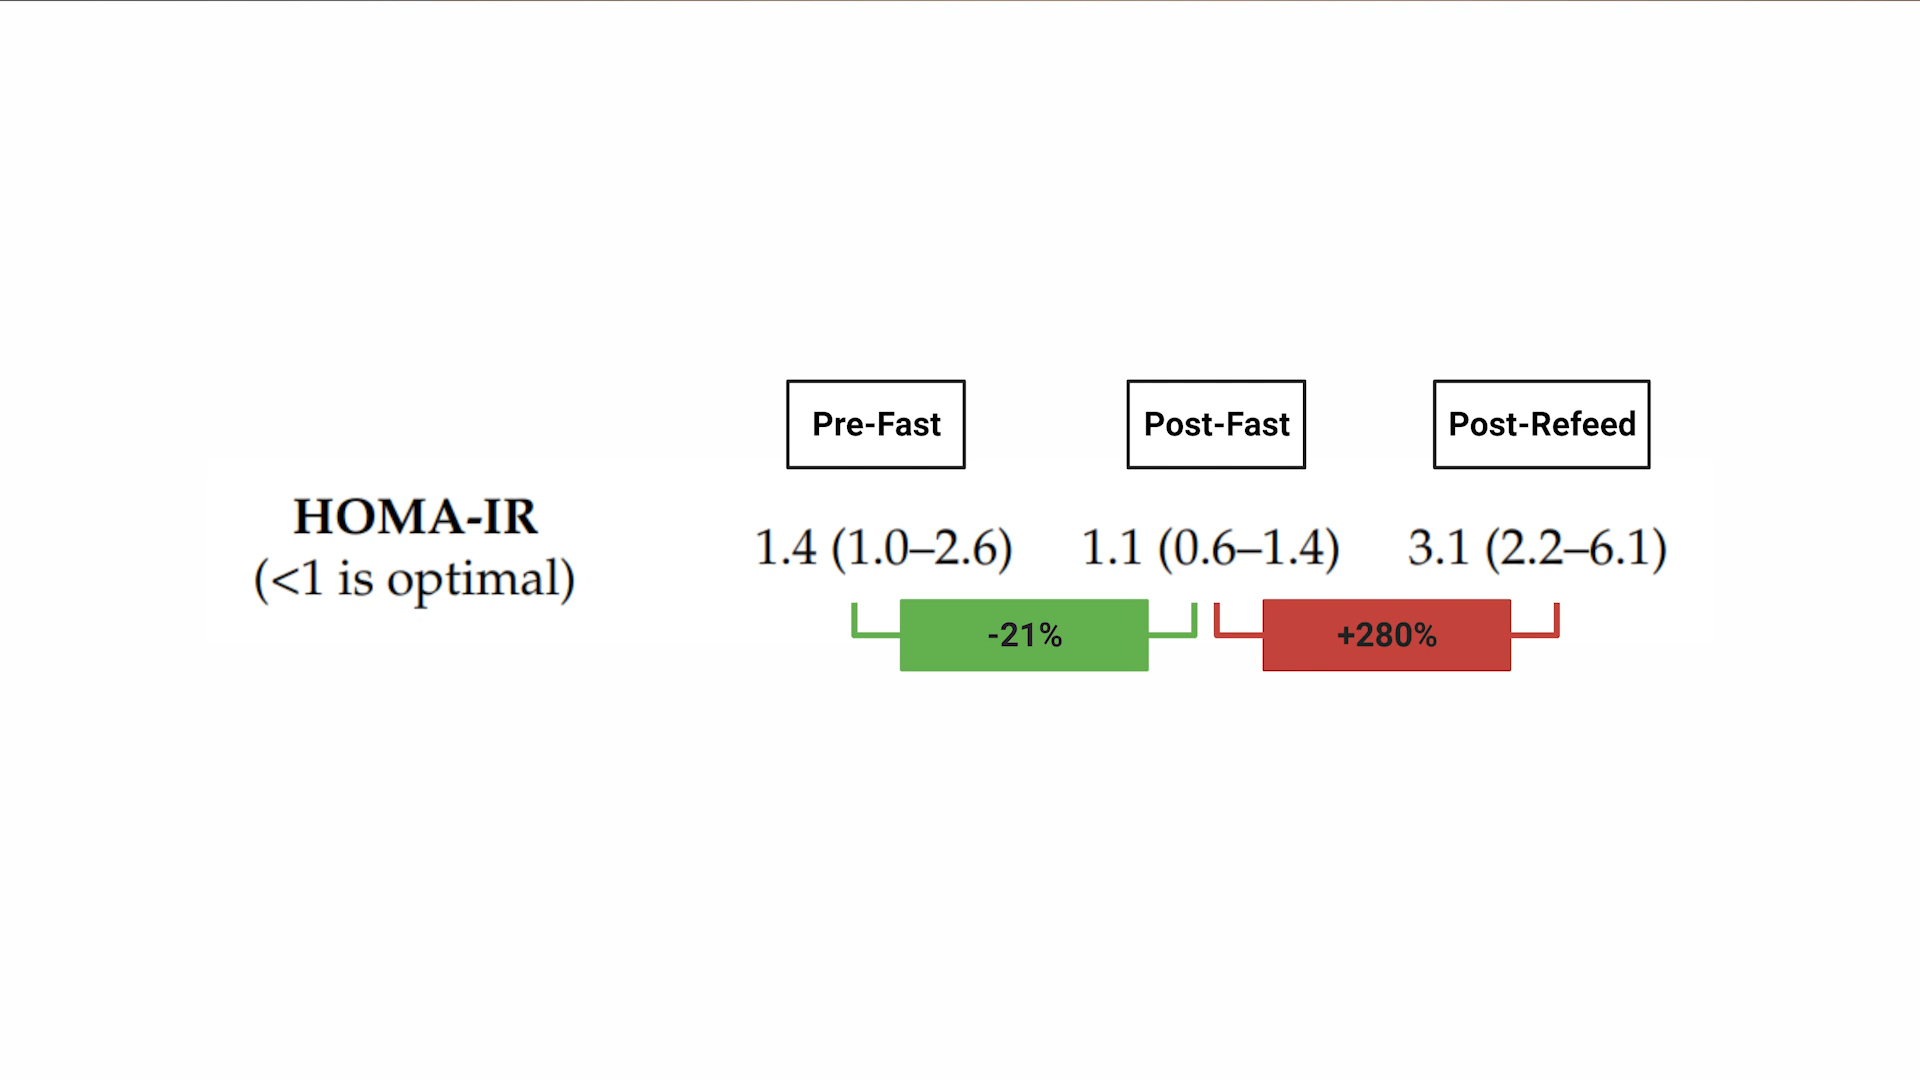 Pre-Fast Post-Fast Post-Refeed
HOMA-IR
(<1 is optimal)
1.4 (1.0–2.6) 1.1 (0.6–1.4) 3.1 (2.2–6.1)
-21% +280%